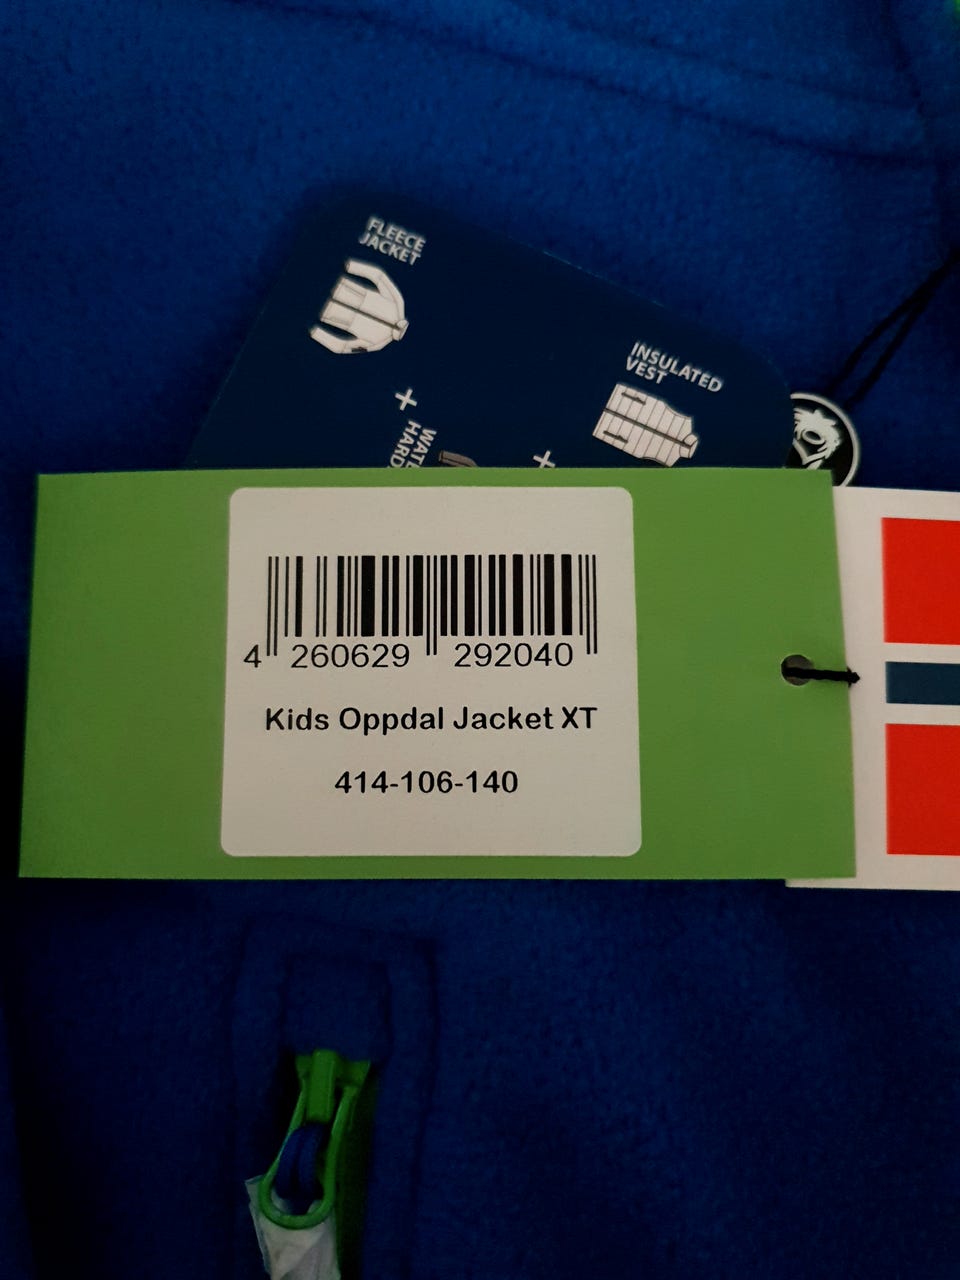 FLEECE
JACKET
INSULATED
VEST
+
+
4 260629 292040
Kids Oppdal Jacket XT
414-106-140